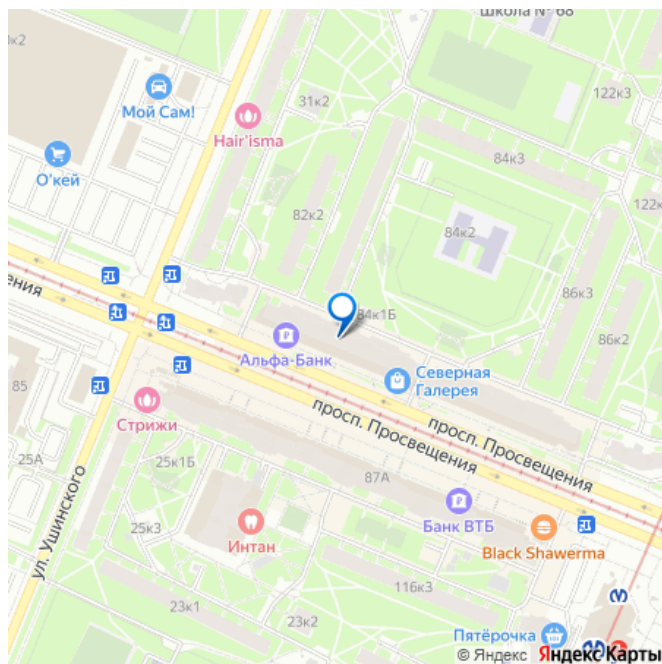 Школа № 68
0к2
Мой Сам!
31к2
122к3
Hair'isma
84к3
О'кей
82к2
84к2
122к
86к3
84к1Б
86к2
Альфа-Банк
Северная
Галерея
85
Стрижи
просп. Просвещения
просп. Просвещения
25А
25к1Б
87А
ул. Ушинского
25к3
Интан
Банк ВТБ
Black Shawerma
116к3
23к1
23к2
Пятёрочка
© Яндекс Яндекс Карты